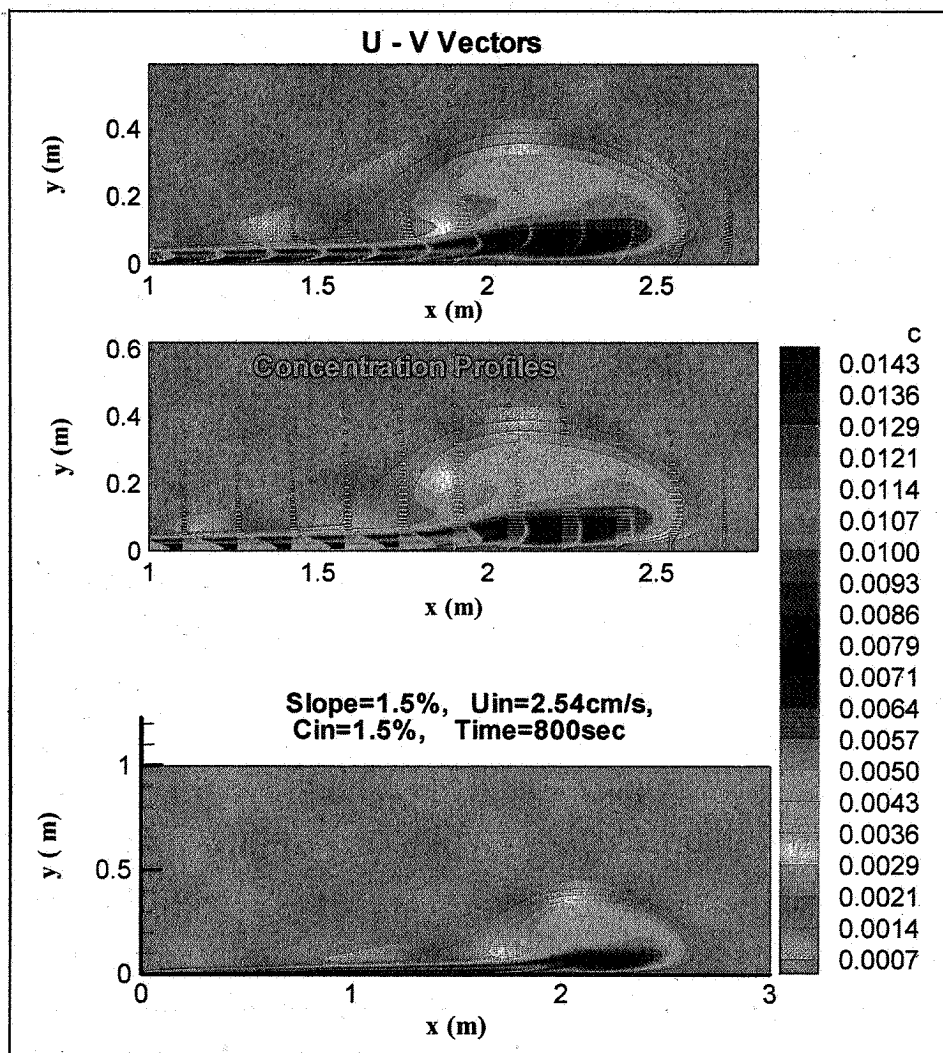 U - V Vectors
y (m)
0.4
0.2
0
1 1.5 2 2.5
x (m)
Concentration Profiles
y (m)
0.6
0.4
0.2
0
1 1.5 2 2.5
x (m)
c
0.0143
0.0136
0.0129
0.0121
0.0114
0.0107
0.0100
0.0093
0.0086
0.0079
0.0071
0.0064
0.0057
0.0050
0.0043
0.0036
0.0029
0.0021
0.0014
0.0007
Slope=1.5%, Uin=2.54cm/s,
Cin=1.5%, Time=800sec
y ( m)
1
0.5
0
0 1 2 3
x (m)